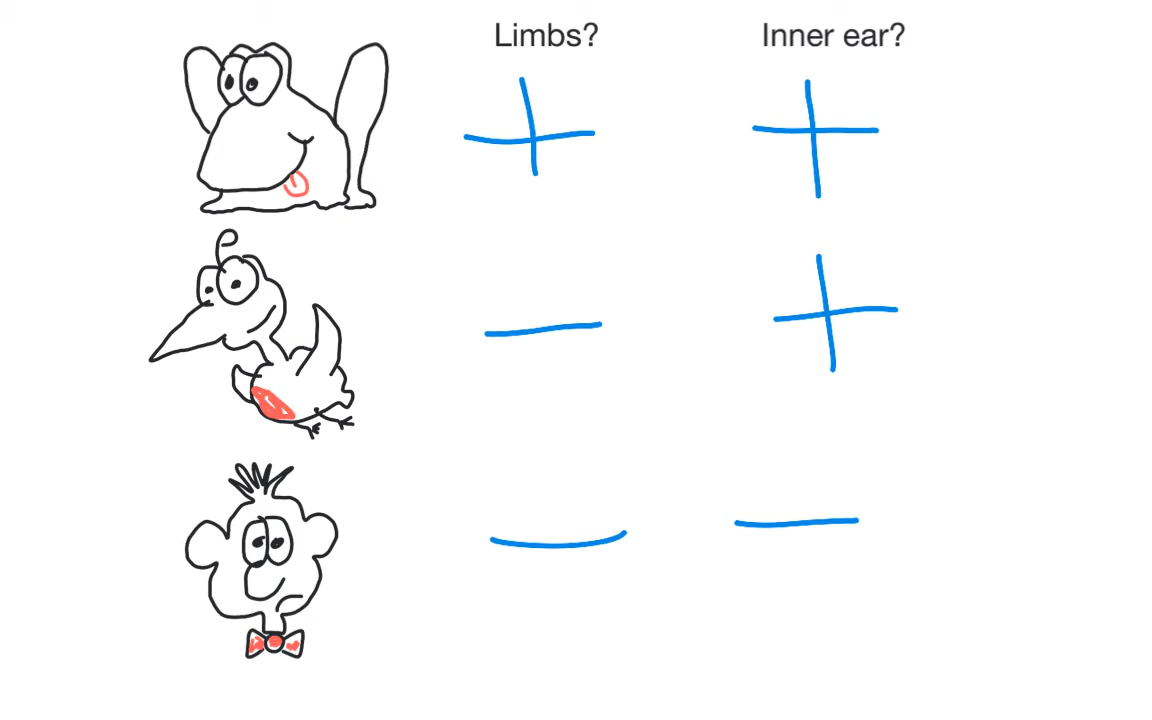 Limbs? Inner ear?
+ +
− +
− −